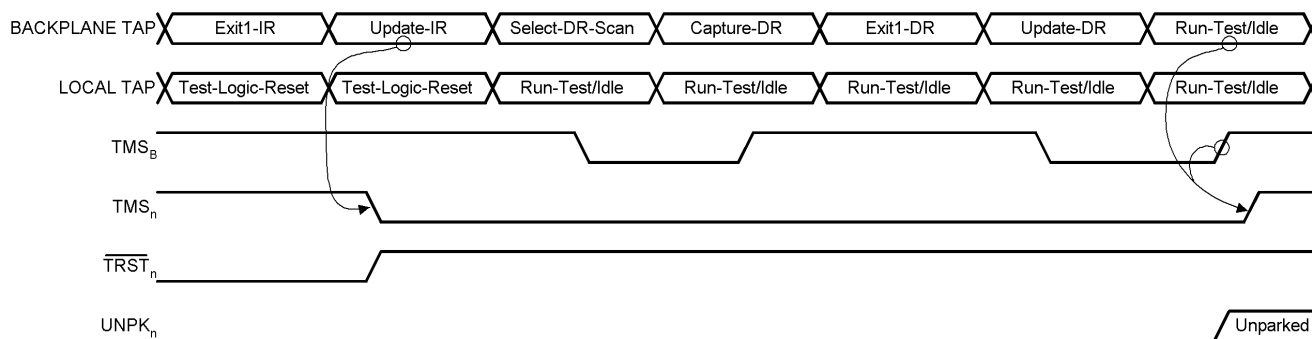 BACKPLANE TAP Exit1-IR Update-IR Select-DR-Scan Capture-DR Exit1-DR Update-DR Run-Test/Idle
LOCAL TAP Test-Logic-Reset Test-Logic-Reset Run-Test/Idle Run-Test/Idle Run-Test/Idle Run-Test/Idle Run-Test/Idle
TMSB
TMSn
TRSTn
UNPKn Unparked